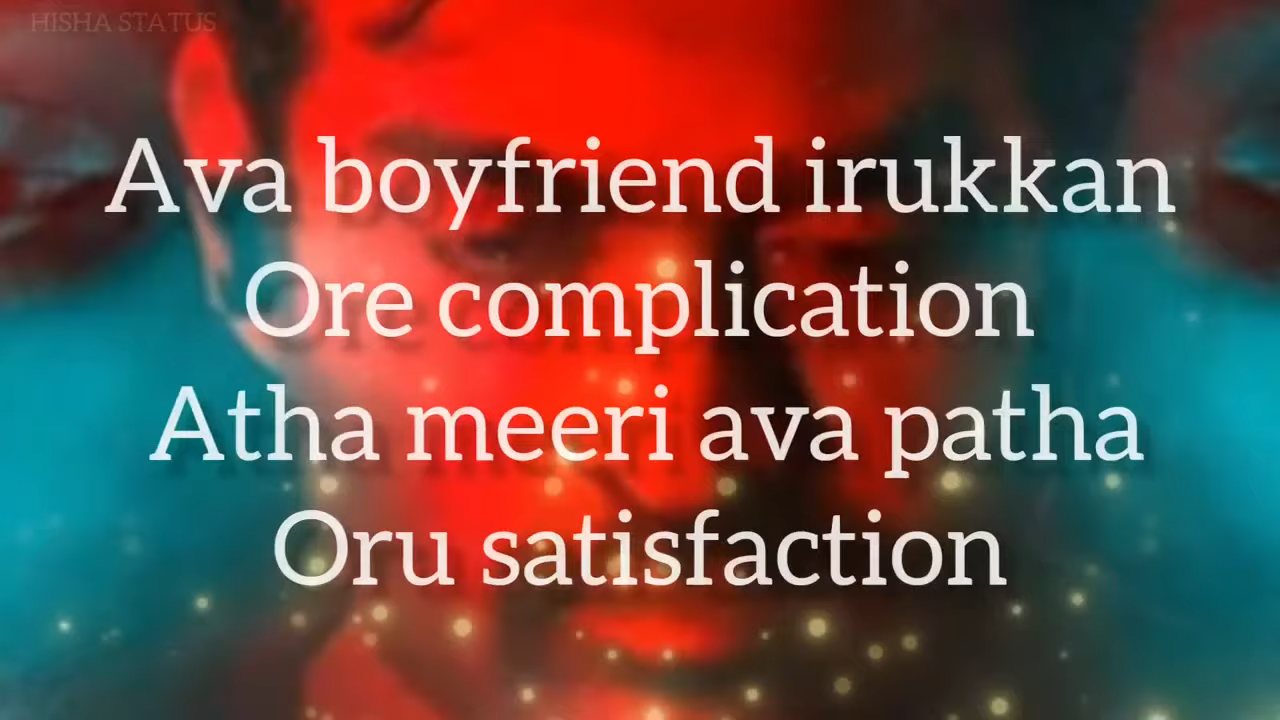 HISHA STATUS
Ava boyfriend irukkan
Ore complication
Atha meeri ava patha
Oru satisfaction